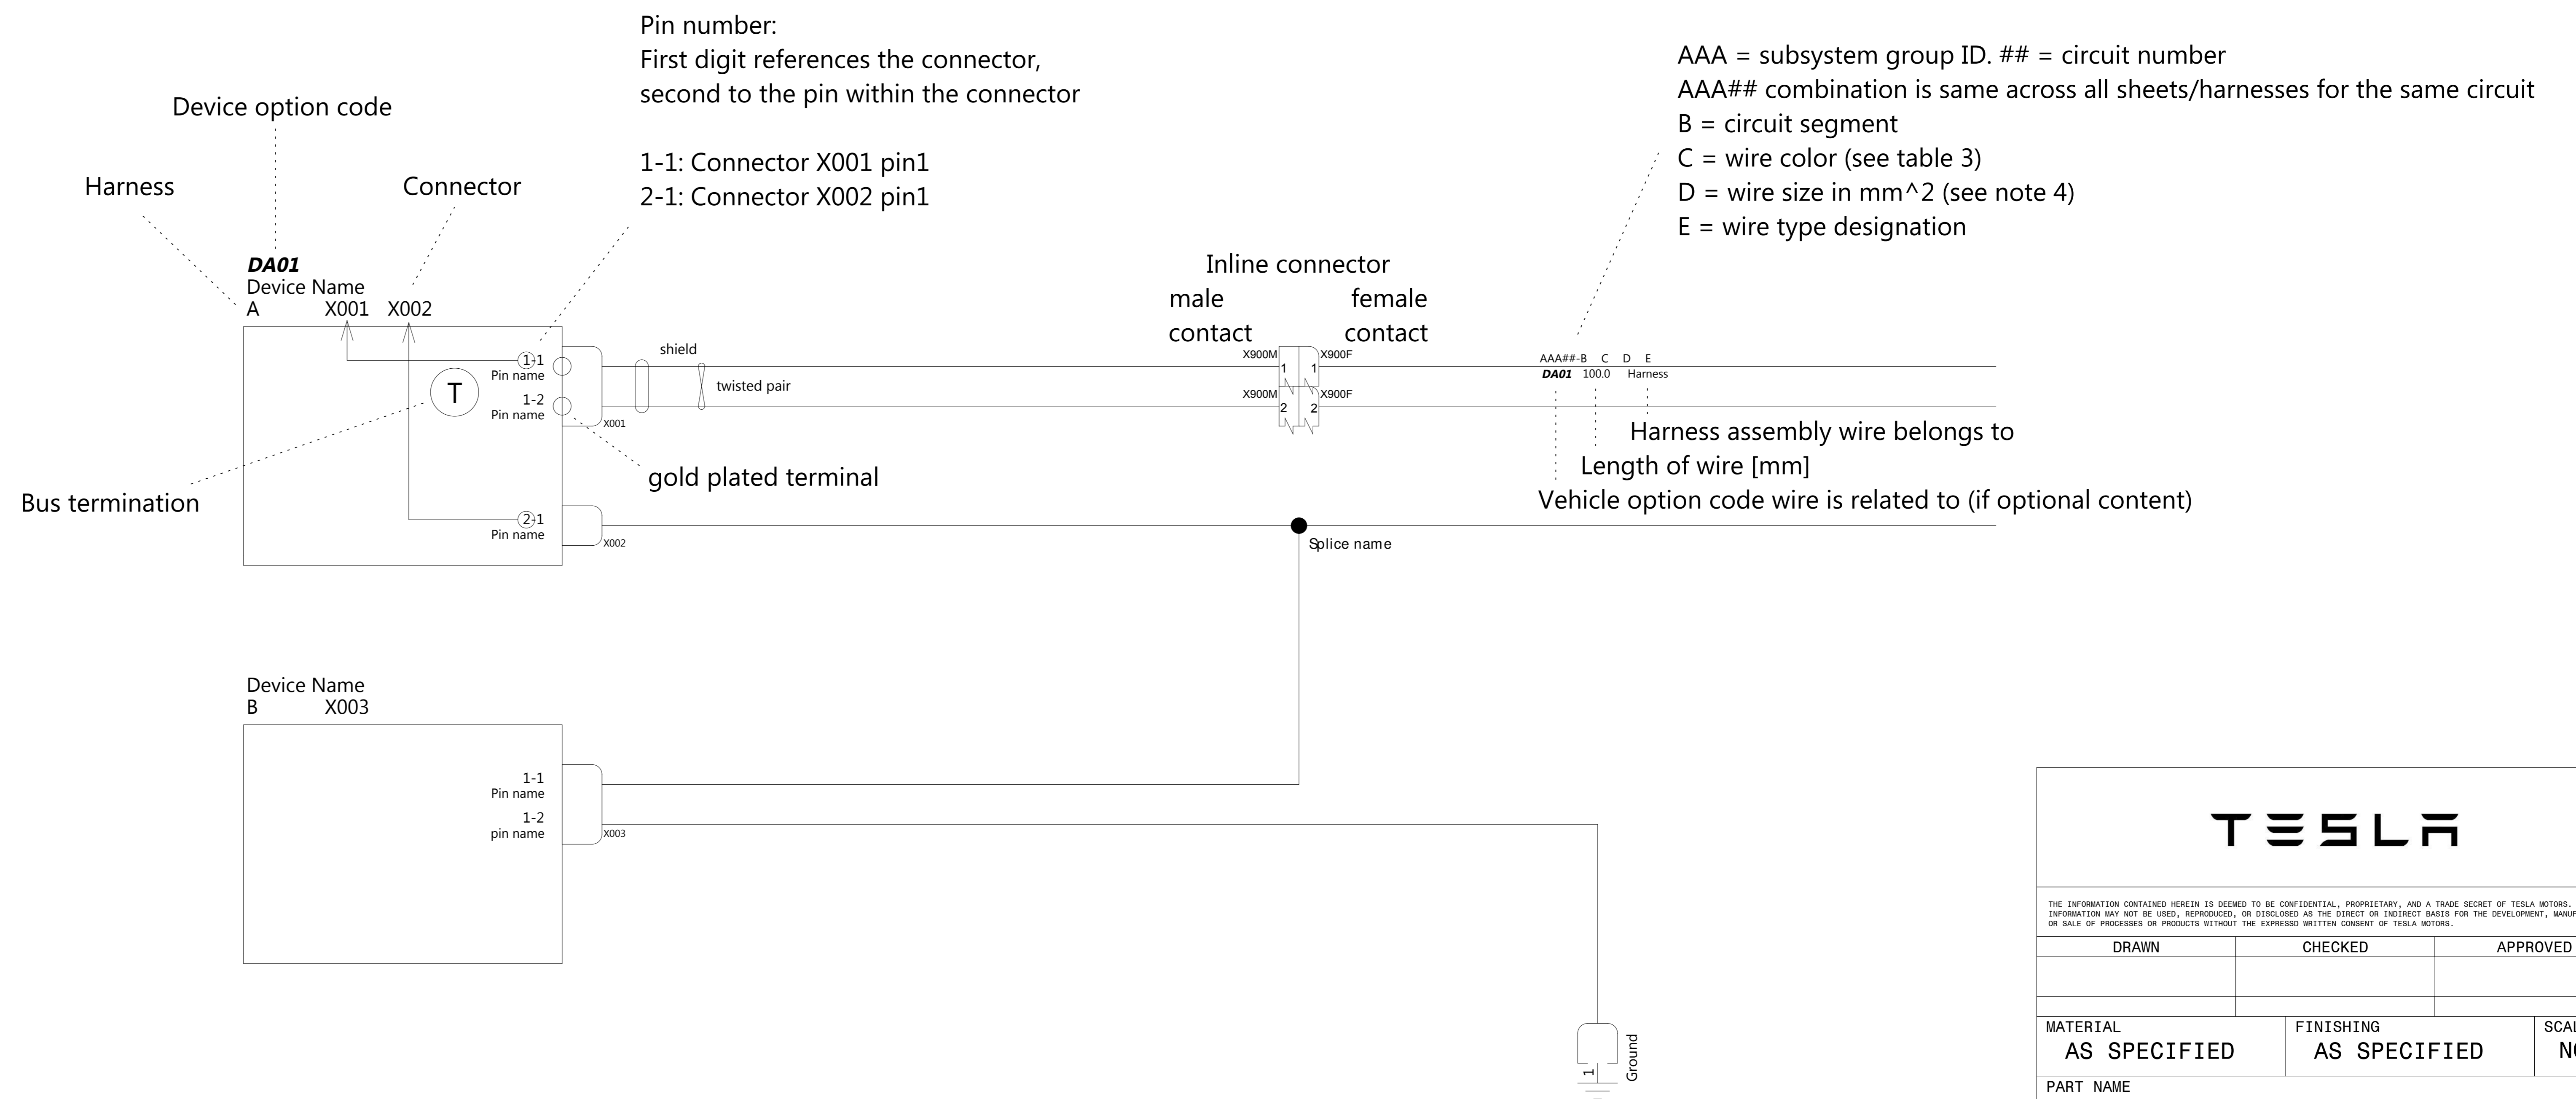 Pin number:
First digit references the connector,
second to the pin within the connector
1-1: Connector X001 pin1
2-1: Connector X002 pin1
AAA = subsystem group ID. ## = circuit number
AAA## combination is same across all sheets/harnesses for the same circuit
B = circuit segment
C = wire color (see table 3)
D = wire size in mm^2 (see note 4)
E = wire type designation
Device option code
Harness
Connector
DA01
Device Name
A X001 X002
1-1
Pin name
1-2
Pin name
T
X001
shield
twisted pair
Bus termination
gold plated terminal
2-1
Pin name
X002
Inline connector
male female
contact contact
X900M X900F
1 1
X900M X900F
2 2
AAA##-B C D E
DA01 100.0 Harness
Harness assembly wire belongs to
Length of wire [mm]
Vehicle option code wire is related to (if optional content)
Splice name
Device Name
B X003
1-1
Pin name
1-2
pin name
X003
1
Ground
TESLA
THE INFORMATION CONTAINED HEREIN IS DEEMED TO BE CONFIDENTIAL, PROPRIETARY, AND A TRADE SECRET OF TESLA MOTORS.
INFORMATION MAY NOT BE USED, REPRODUCED, OR DISCLOSED AS THE DIRECT OR INDIRECT BASIS FOR THE DEVELOPMENT, MANUF
OR SALE OF PROCESSES OR PRODUCTS WITHOUT THE EXPRESSD WRITTEN CONSENT OF TESLA MOTORS.
DRAWN CHECKED APPROVED
MATERIAL FINISHING SCAL
AS SPECIFIED AS SPECIFIED NO
PART NAME